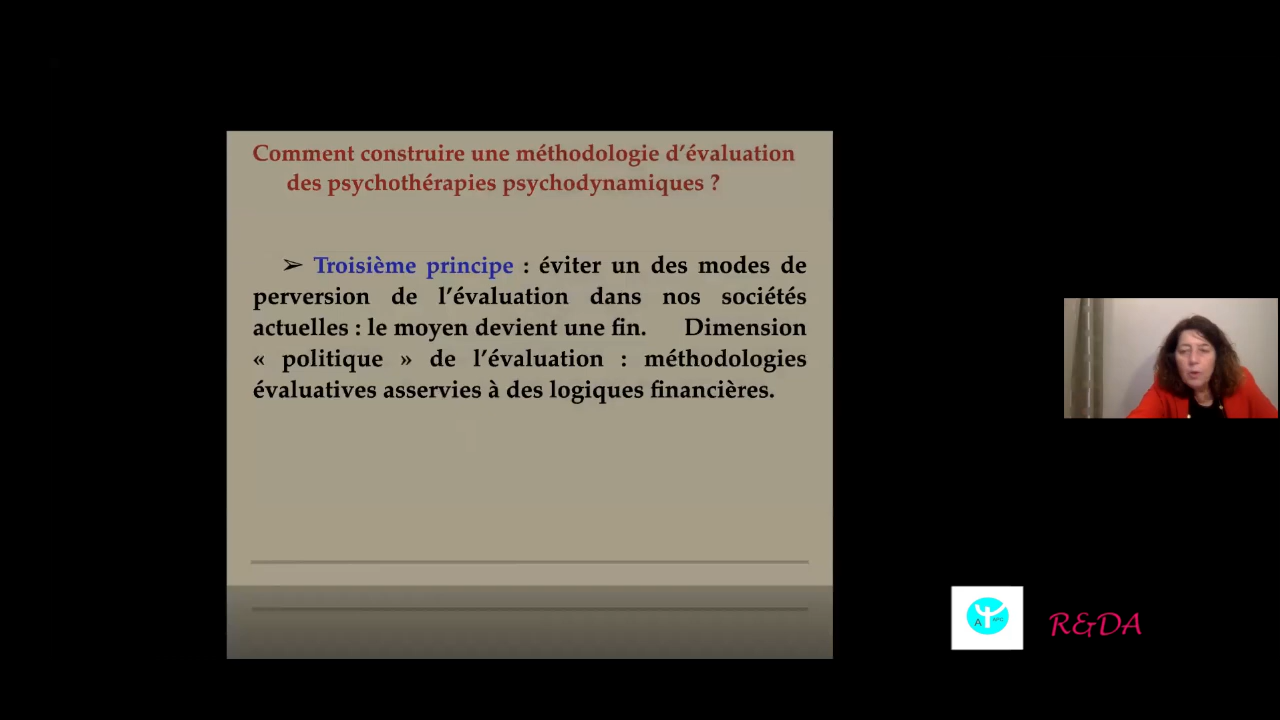 Comment construire une méthodologie d’évaluation
des psychothérapies psychodynamiques ?
➢ Troisième principe : éviter un des modes de
perversion de l’évaluation dans nos sociétés
actuelles : le moyen devient une fin. Dimension
« politique » de l’évaluation : méthodologies
évaluatives asservies à des logiques financières.
R&DA